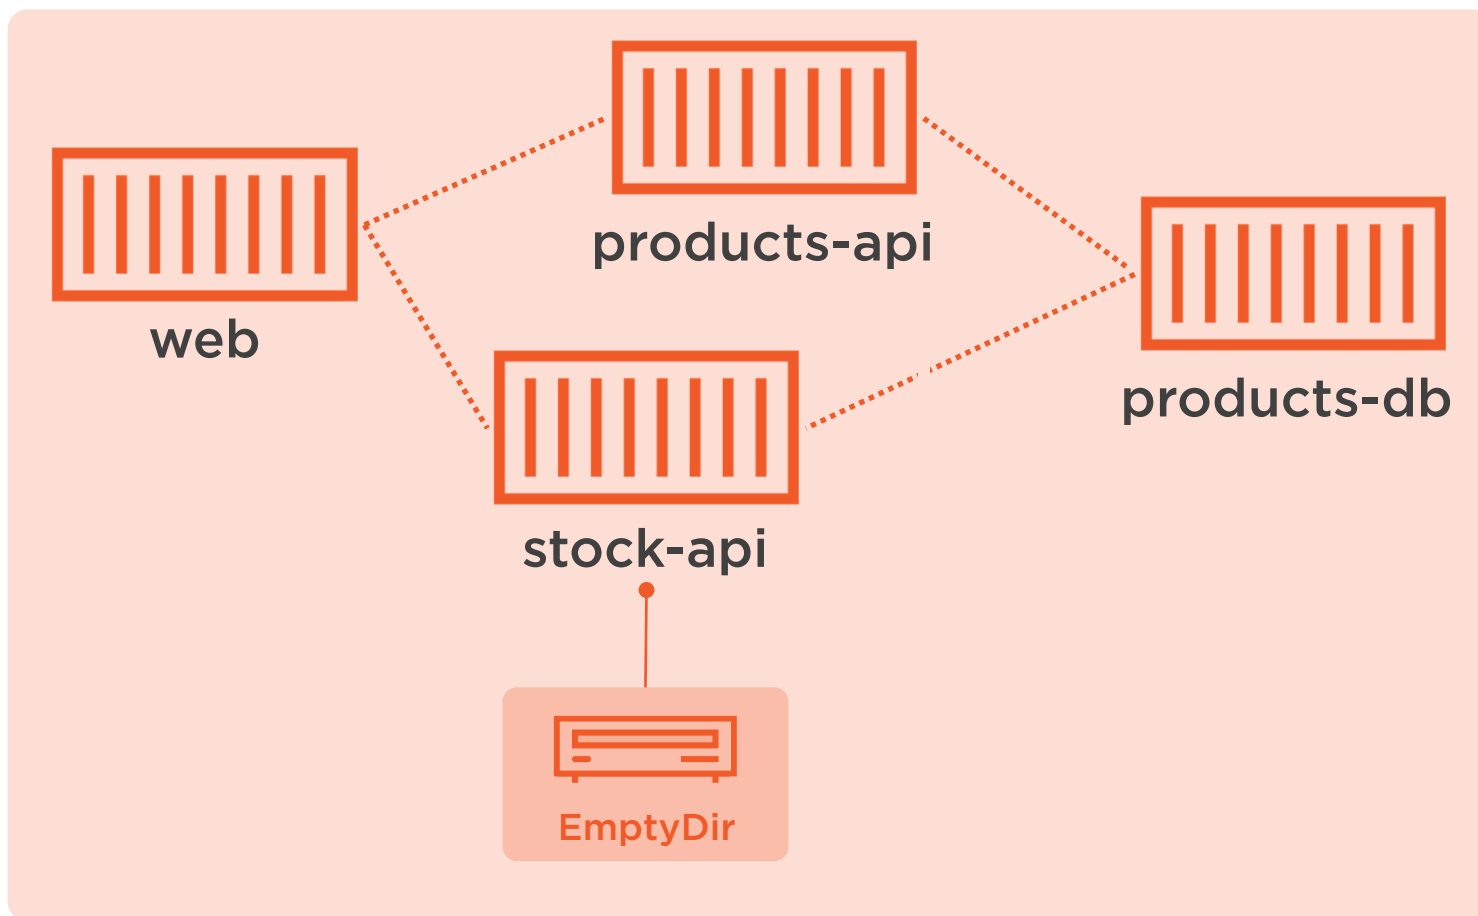 products-api
web
products-db
stock-api
EmptyDir